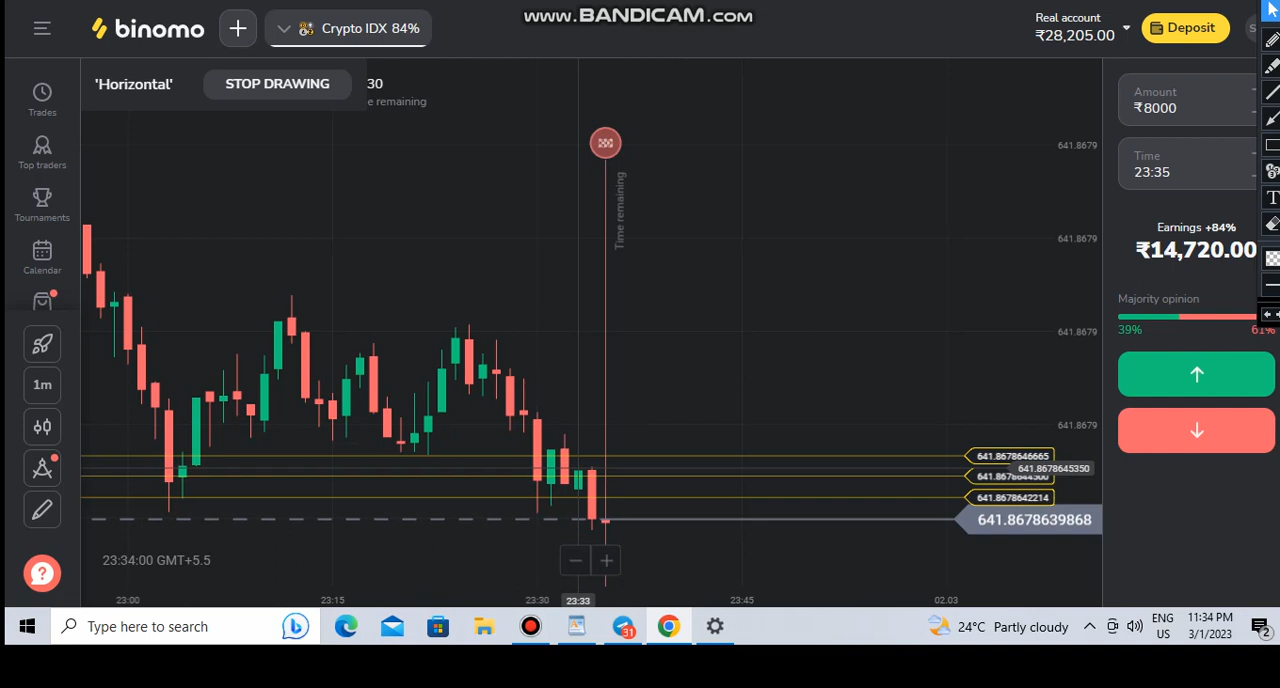 www.BANDICAM.com
binomo
Crypto IDX 84%
Real account
₹28,205.00
Deposit
'Horizontal'
STOP DRAWING
30
e remaining
Trades
Top traders
Tournaments
Calendar
1m
Time remaining
641.8679
641.8679
641.8679
641.8679
641.8678646665
641.8678645350
641.8678644500
641.8678642214
641.8678639868
23:34:00 GMT+5.5
23:00
23:15
23:30
23:33
23:45
02.03
Amount
₹8000
Time
23:35
Earnings +84%
₹14,720.00
Majority opinion
39%
61%
Type here to search
31
24°C Partly cloudy
ENG
US
11:34 PM
3/1/2023
2